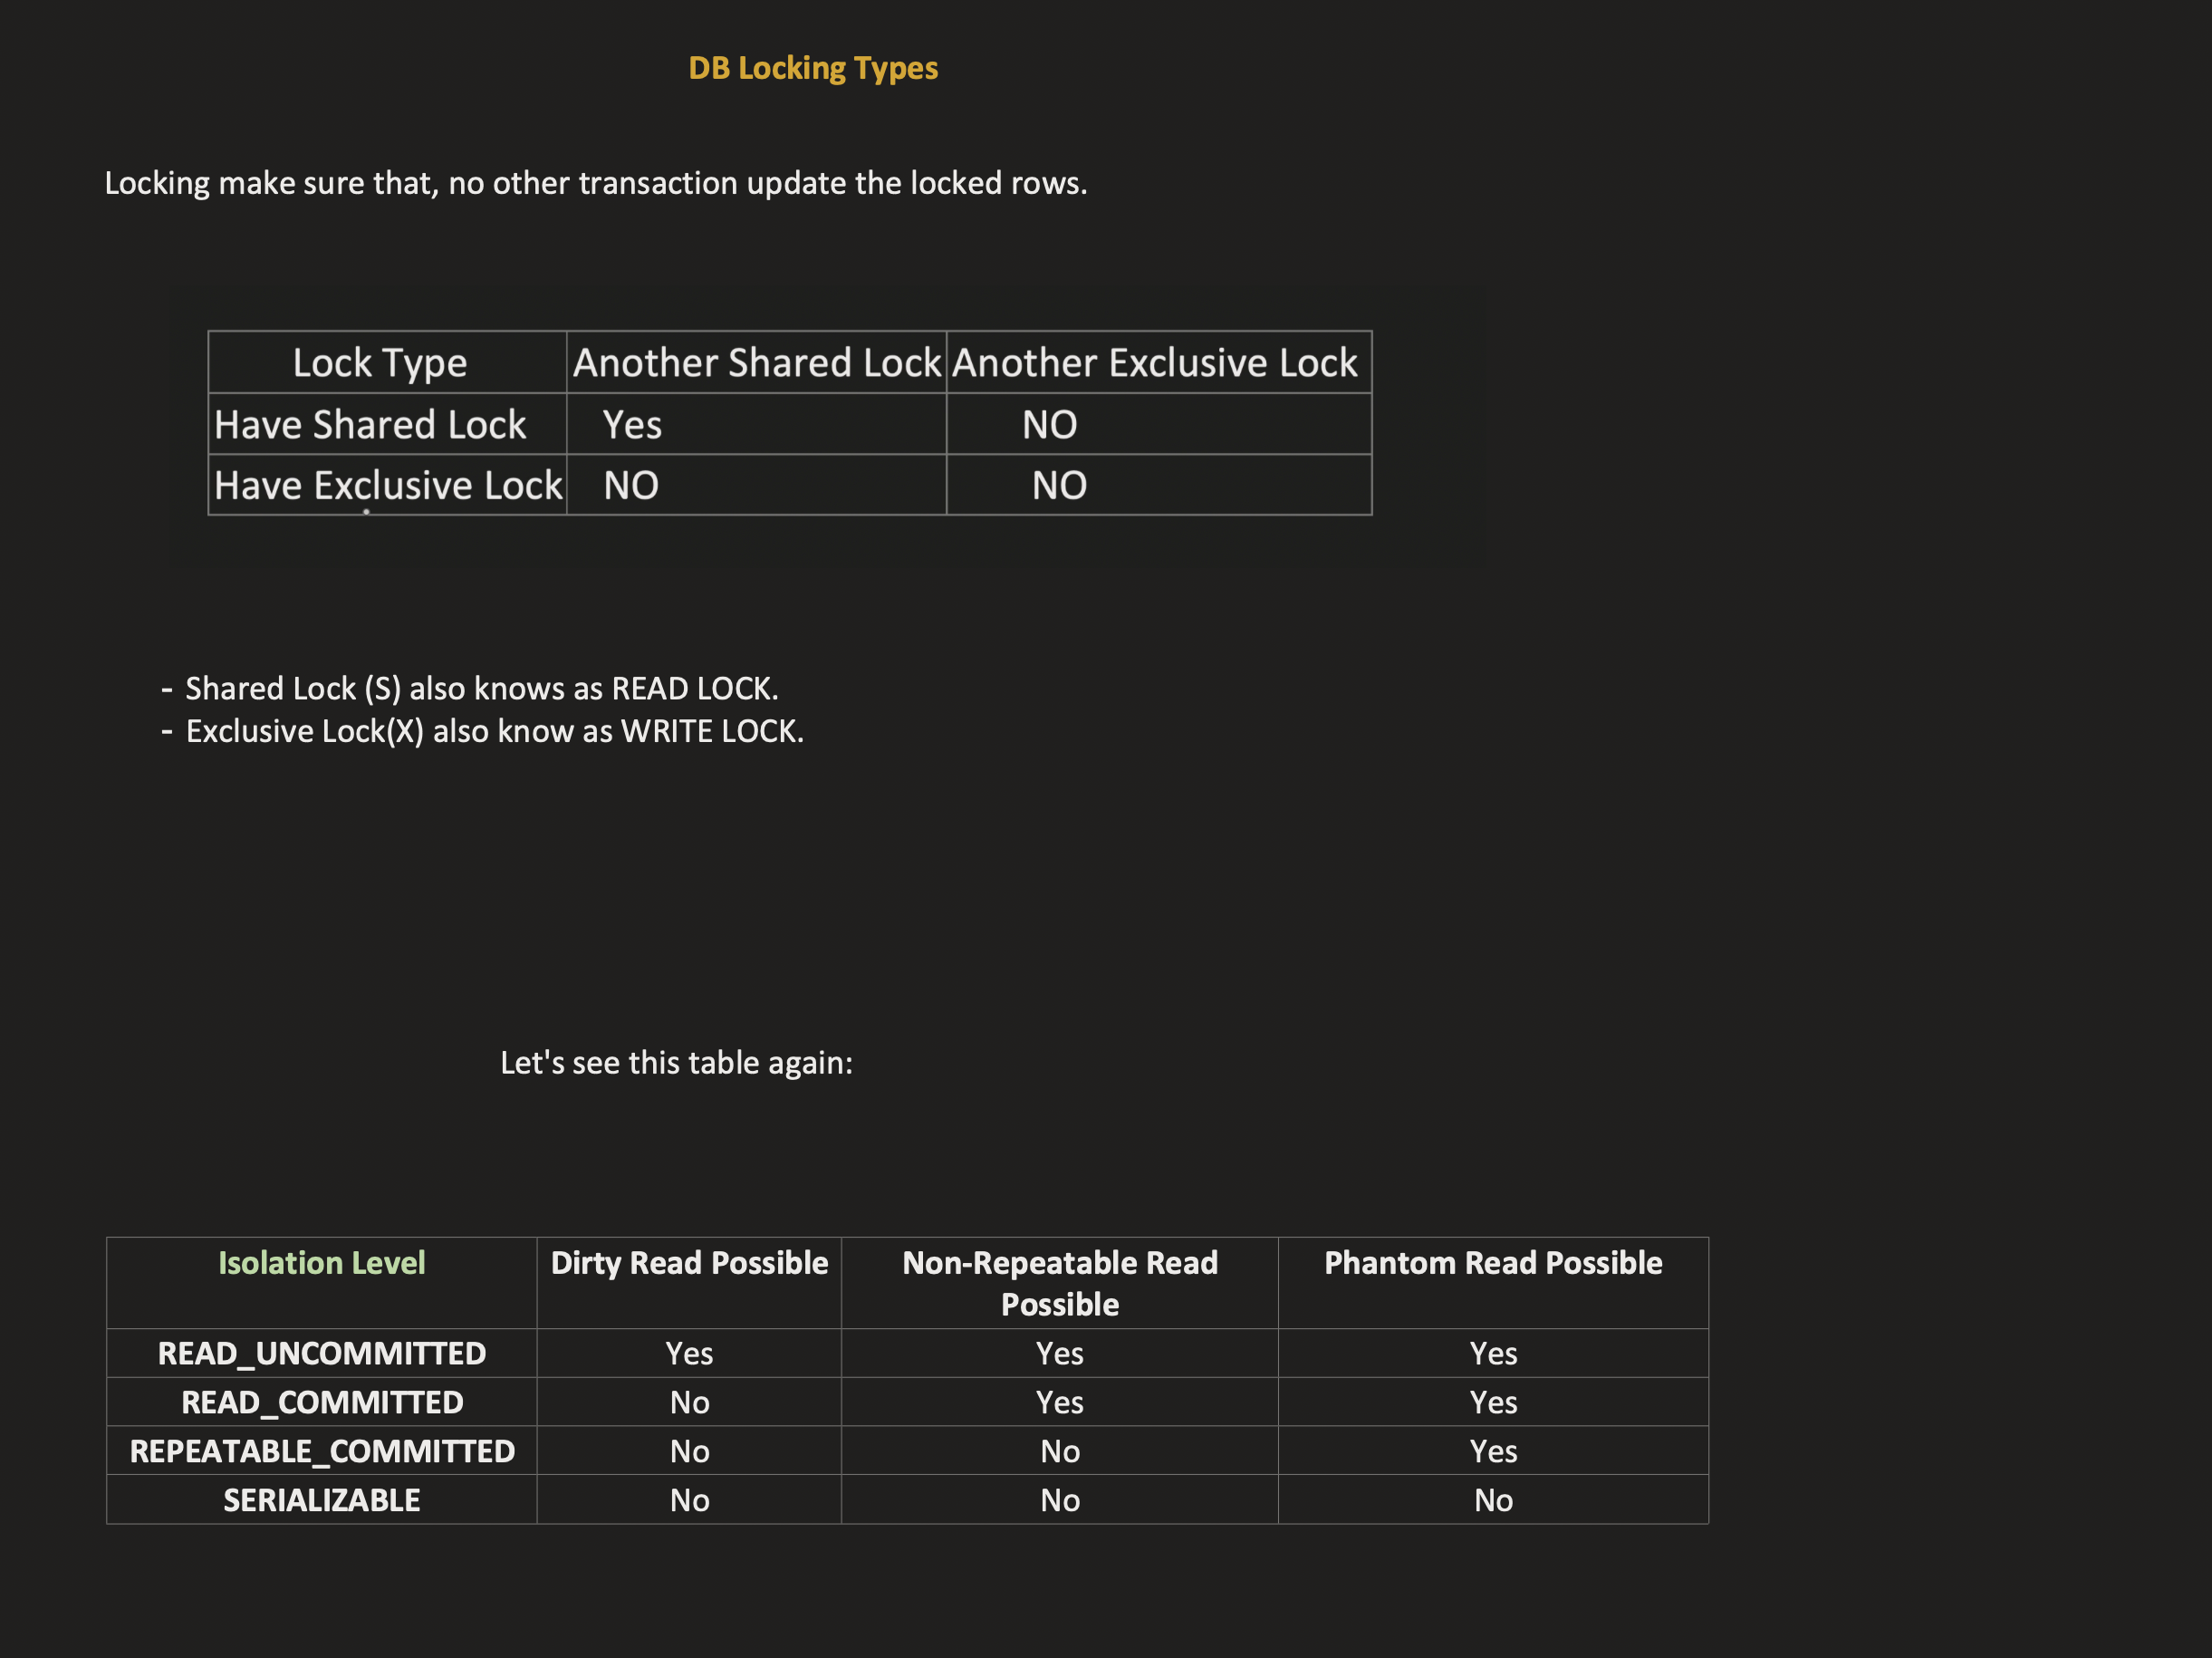 DB Locking Types
Locking make sure that, no other transaction update the locked rows.
Lock Type Another Shared Lock Another Exclusive Lock
Have Shared Lock Yes NO
Have Exclusive Lock NO NO
- Shared Lock (S) also knows as READ LOCK.
- Exclusive Lock(X) also know as WRITE LOCK.
Let's see this table again:
Isolation Level Dirty Read Possible Non-Repeatable Read Phantom Read Possible
Possible
READ_UNCOMMITTED Yes Yes Yes
READ_COMMITTED No Yes Yes
REPEATABLE_COMMITTED No No Yes
SERIALIZABLE No No No